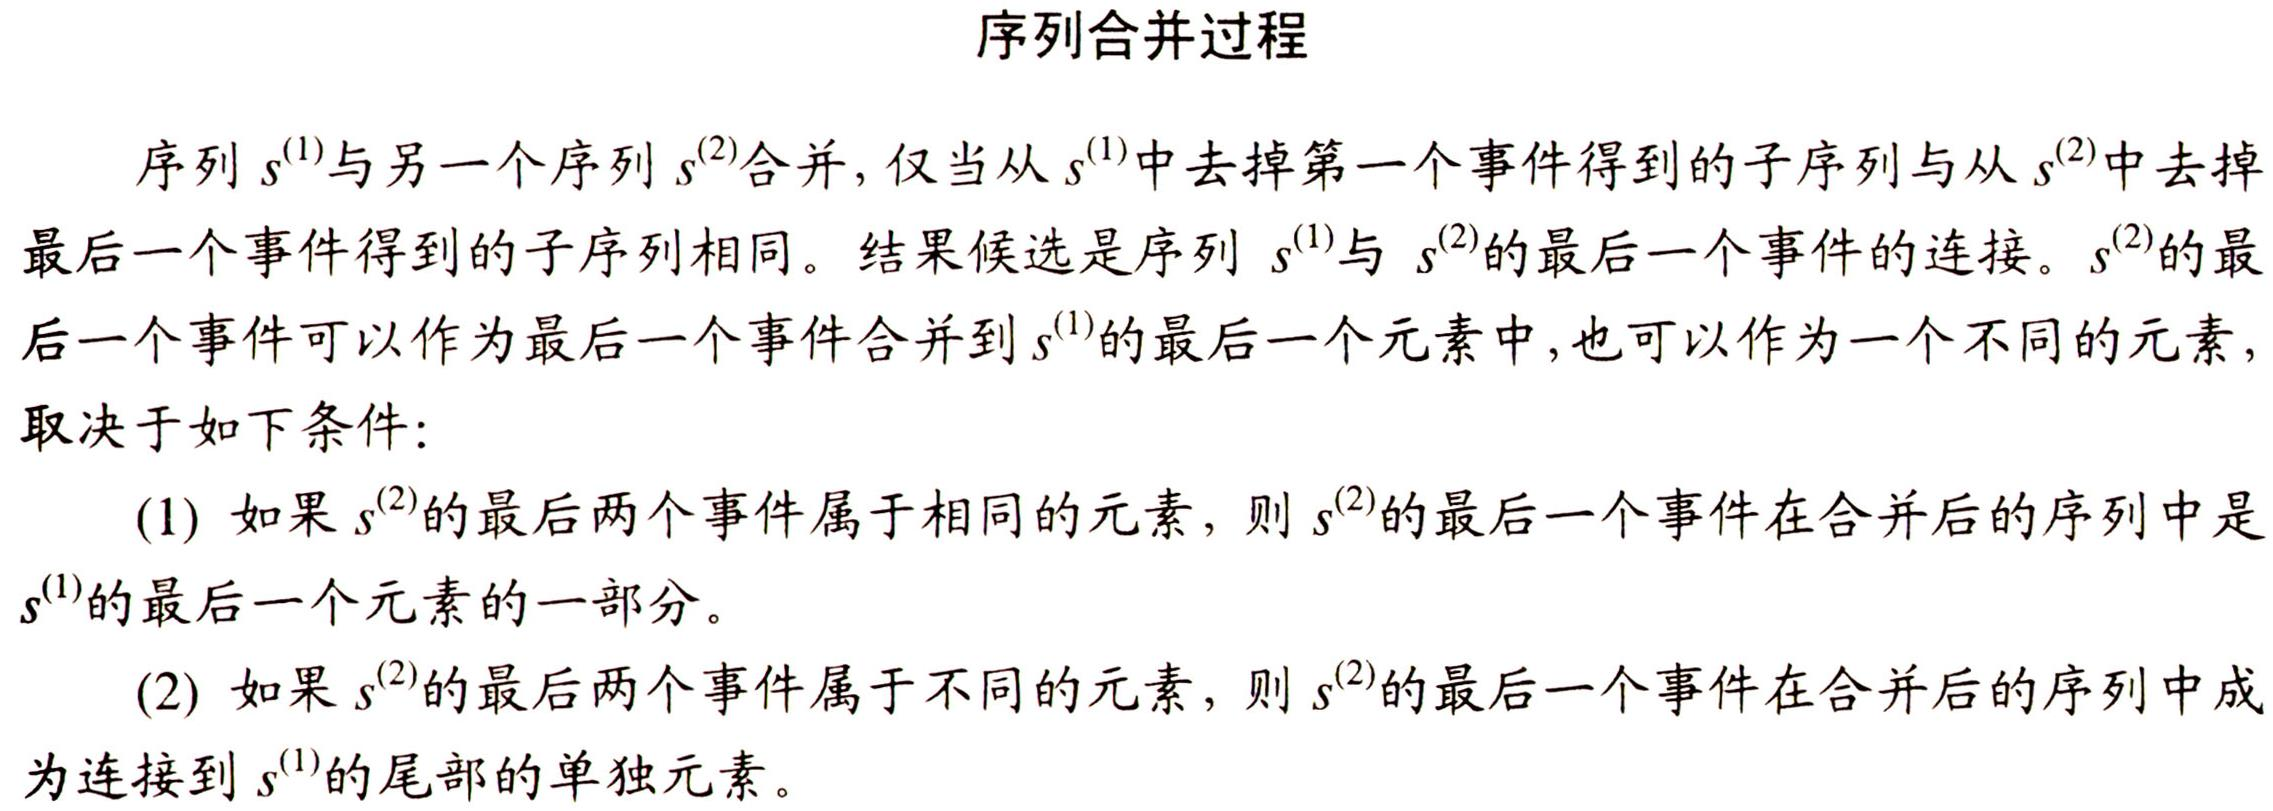 序列合并过程
序列 s⁽¹⁾与另一个序列 s⁽²⁾合并,仅当从 s⁽¹⁾中去掉第一个事件得到的子序列与从 s⁽²⁾中去掉
最后一个事件得到的子序列相同。结果候选是序列 s⁽¹⁾与 s⁽²⁾的最后一个事件的连接。s⁽²⁾的最
后一个事件可以作为最后一个事件合并到 s⁽¹⁾的最后一个元素中,也可以作为一个不同的元素,
取决于如下条件:
(1) 如果 s⁽²⁾的最后两个事件属于相同的元素,则 s⁽²⁾的最后一个事件在合并后的序列中是
s⁽¹⁾的最后一个元素的一部分。
(2) 如果 s⁽²⁾的最后两个事件属于不同的元素,则 s⁽²⁾的最后一个事件在合并后的序列中成
为连接到 s⁽¹⁾的尾部的单独元素。